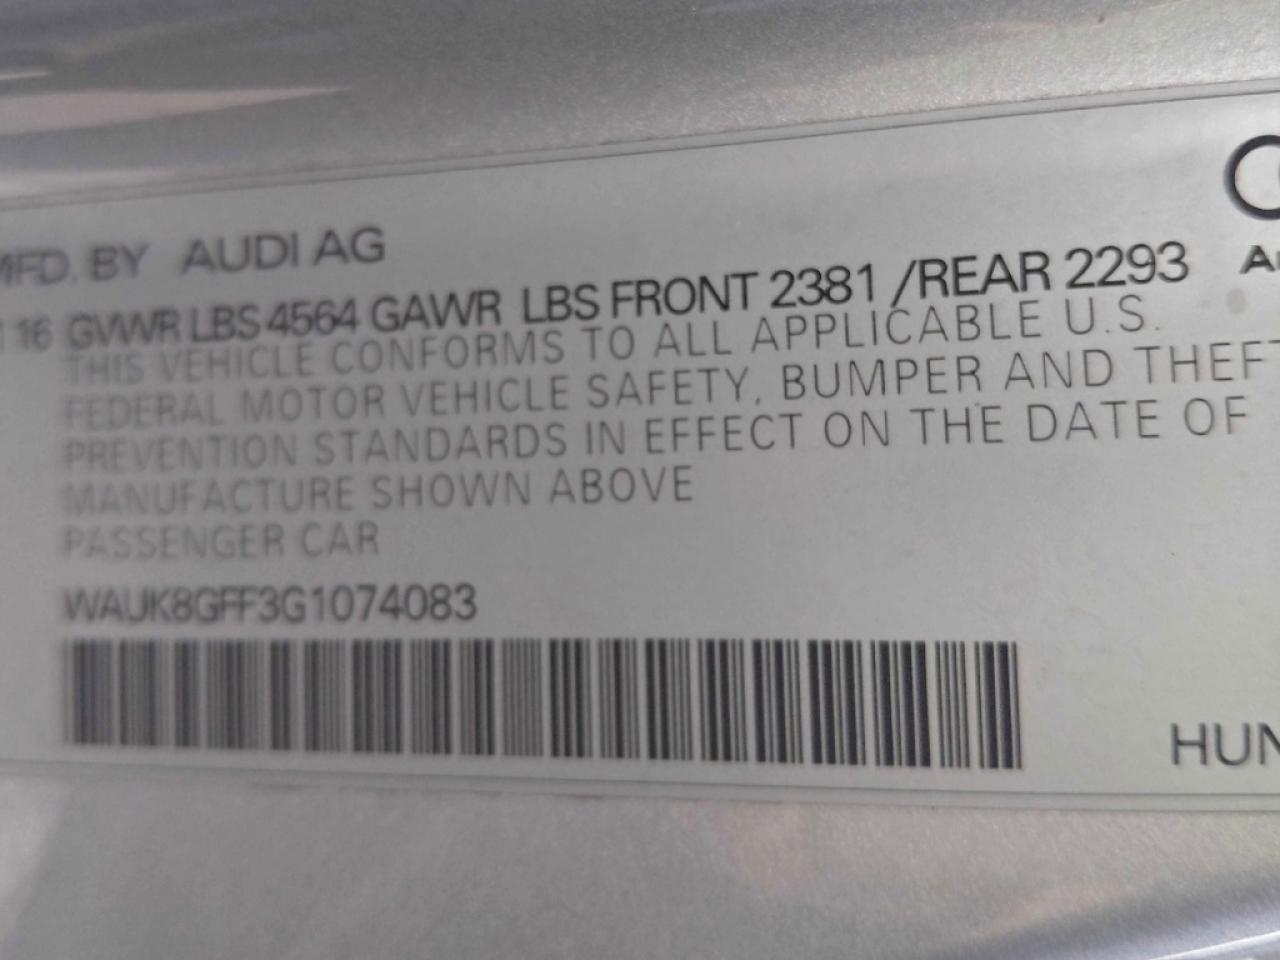 MFD. BY AUDI AG
16 GVWR LBS 4564 GAWR LBS FRONT 2381 /REAR 2293
THIS VEHICLE CONFORMS TO ALL APPLICABLE U.S.
FEDERAL MOTOR VEHICLE SAFETY, BUMPER AND THEFT
PREVENTION STANDARDS IN EFFECT ON THE DATE OF
MANUFACTURE SHOWN ABOVE
PASSENGER CAR
WAUK8GFF3G1074083
HUN